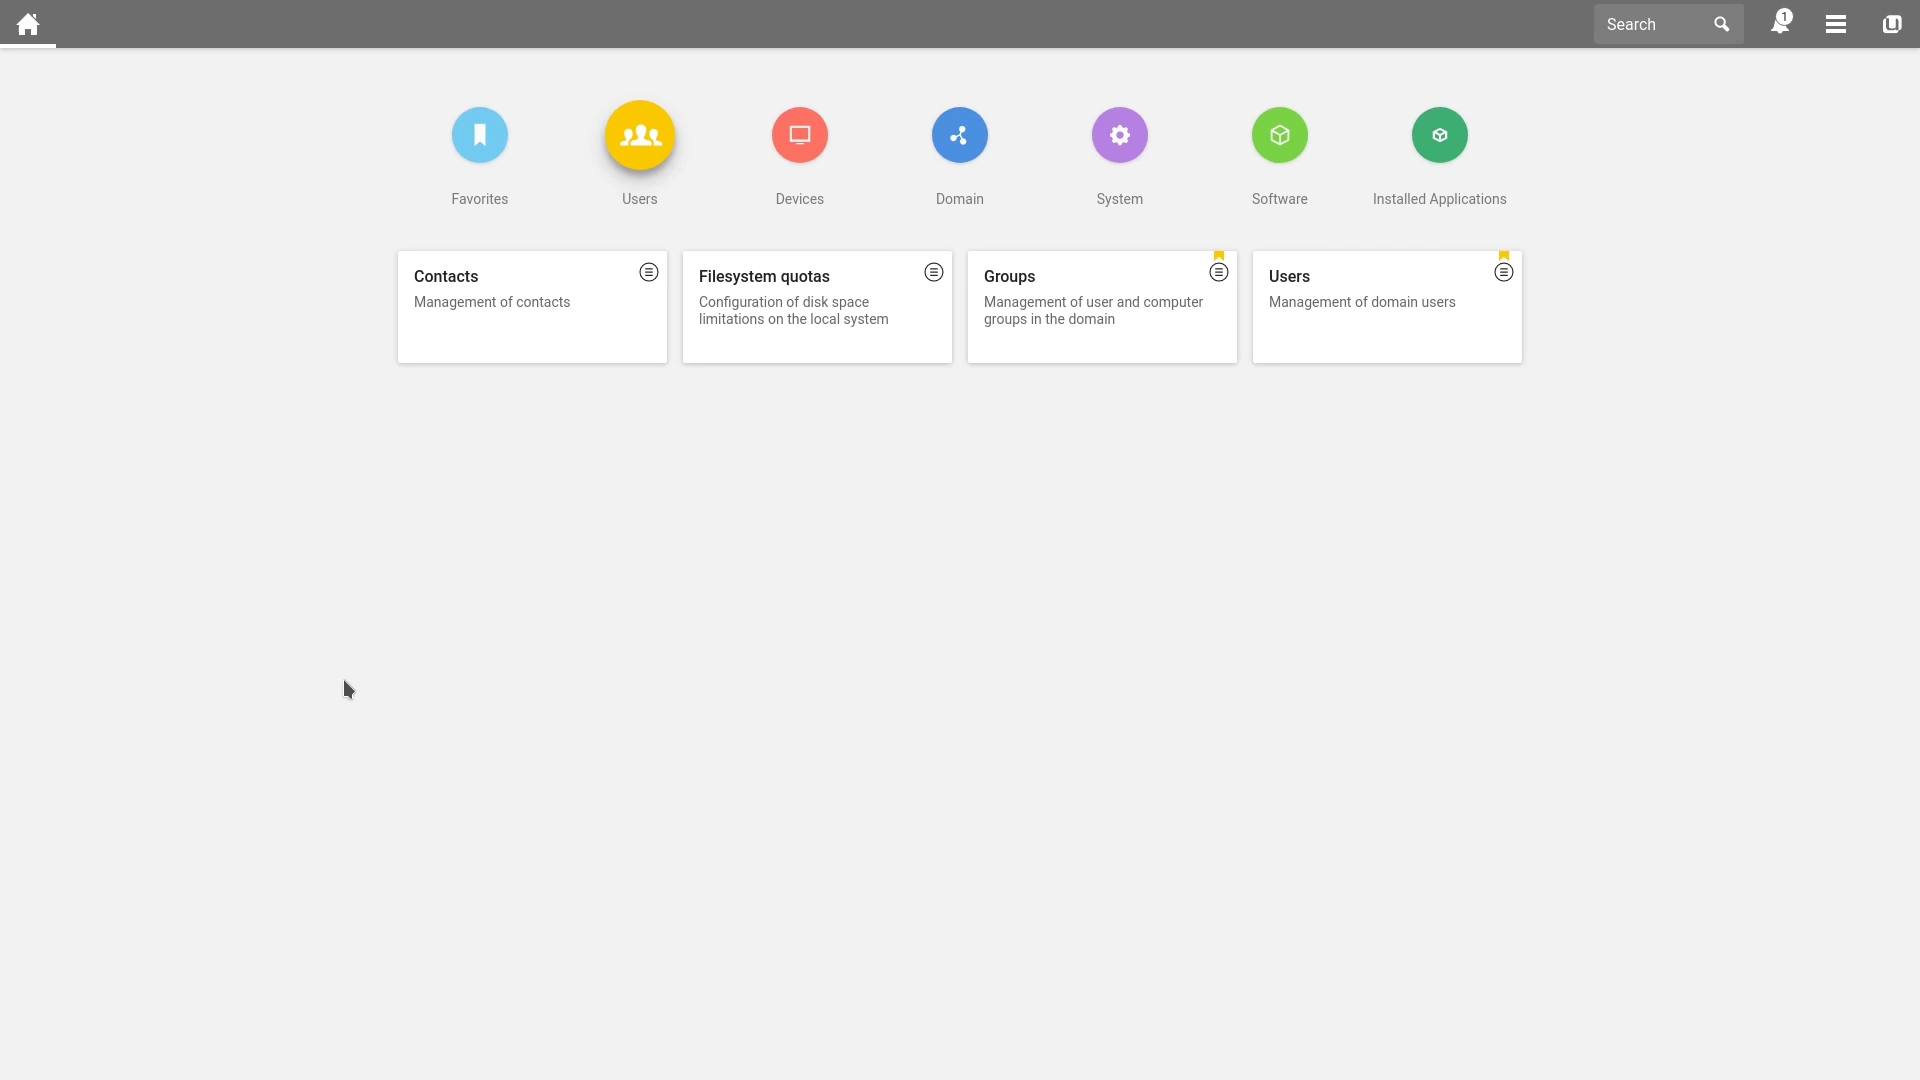 Search
1
Favorites
Users
Devices
Domain
System
Software
Installed Applications
Contacts
Management of contacts
Filesystem quotas
Configuration of disk space
limitations on the local system
Groups
Management of user and computer
groups in the domain
Users
Management of domain users